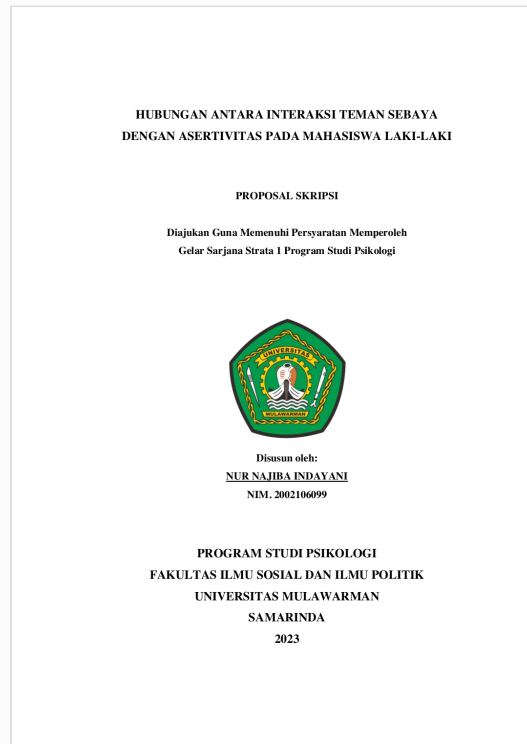 HUBUNGAN ANTARA INTERAKSI TEMAN SEBAYA
DENGAN ASERTIVITAS PADA MAHASISWA LAKI-LAKI
PROPOSAL SKRIPSI
Diajukan Guna Memenuhi Persyaratan Memperoleh
Gelar Sarjana Strata 1 Program Studi Psikologi
UNIVERSITAS
MULAWARMAN
Disusun oleh:
NUR NAJIBA INDAYANI
NIM. 2002106099
PROGRAM STUDI PSIKOLOGI
FAKULTAS ILMU SOSIAL DAN ILMU POLITIK
UNIVERSITAS MULAWARMAN
SAMARINDA
2023